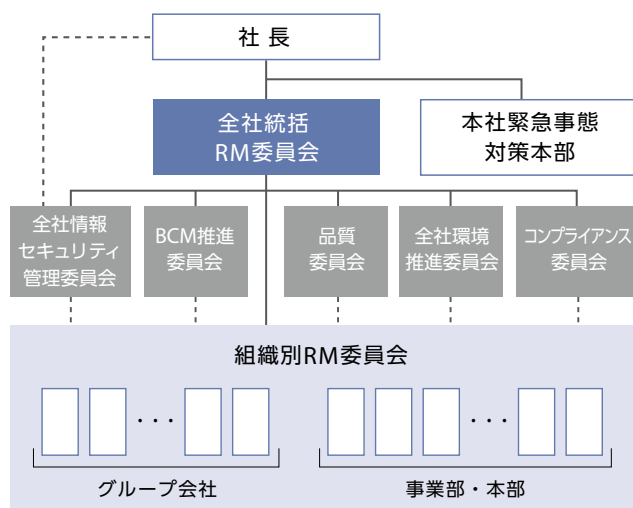 社 長
全社統括
RM委員会
本社緊急事態
対策本部
全社情報
セキュリティ
管理委員会
BCM推進
委員会
品質
委員会
全社環境
推進委員会
コンプライアンス
委員会
組織別RM委員会
・・・
・・・
グループ会社
事業部・本部